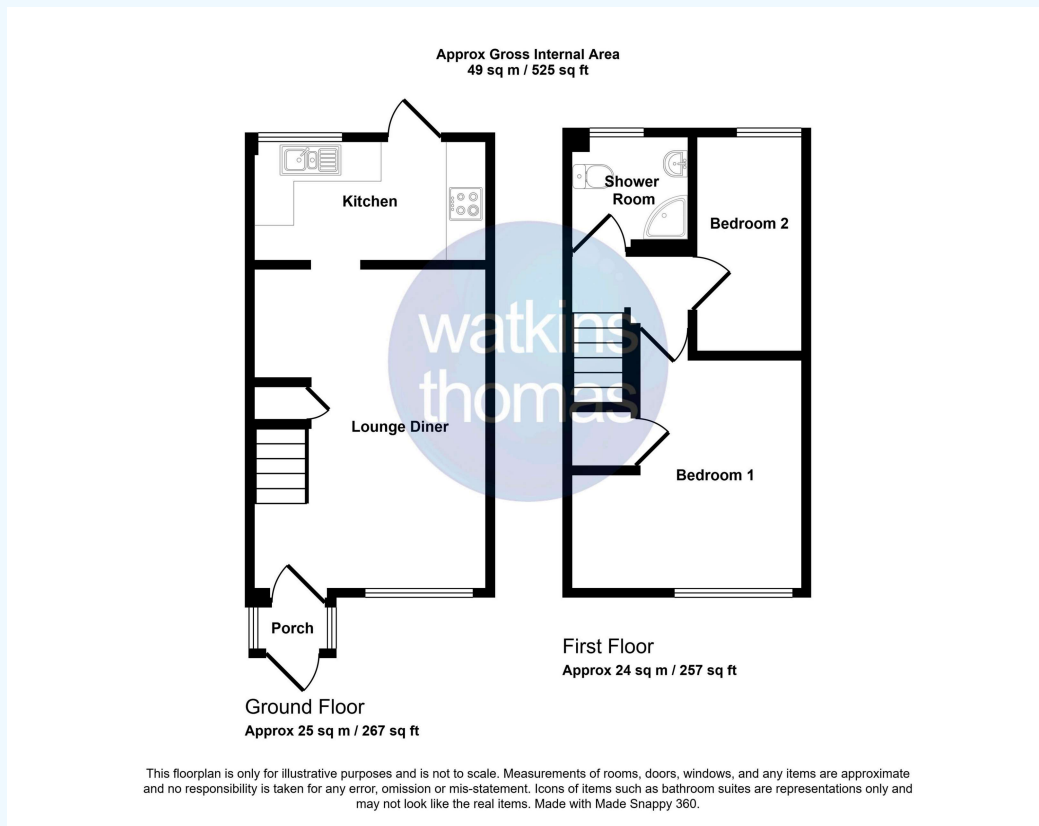 Approx Gross Internal Area
49 sq m / 525 sq ft
Kitchen
Shower
Room
Bedroom 2
watkins
thomas
Lounge Diner
Bedroom 1
Porch
First Floor
Approx 24 sq m / 257 sq ft
Ground Floor
Approx 25 sq m / 267 sq ft
This floorplan is only for illustrative purposes and is not to scale. Measurements of rooms, doors, windows, and any items are approximate
and no responsibility is taken for any error, omission or mis-statement. Icons of items such as bathroom suites are representations only and
may not look like the real items. Made with Made Snappy 360.